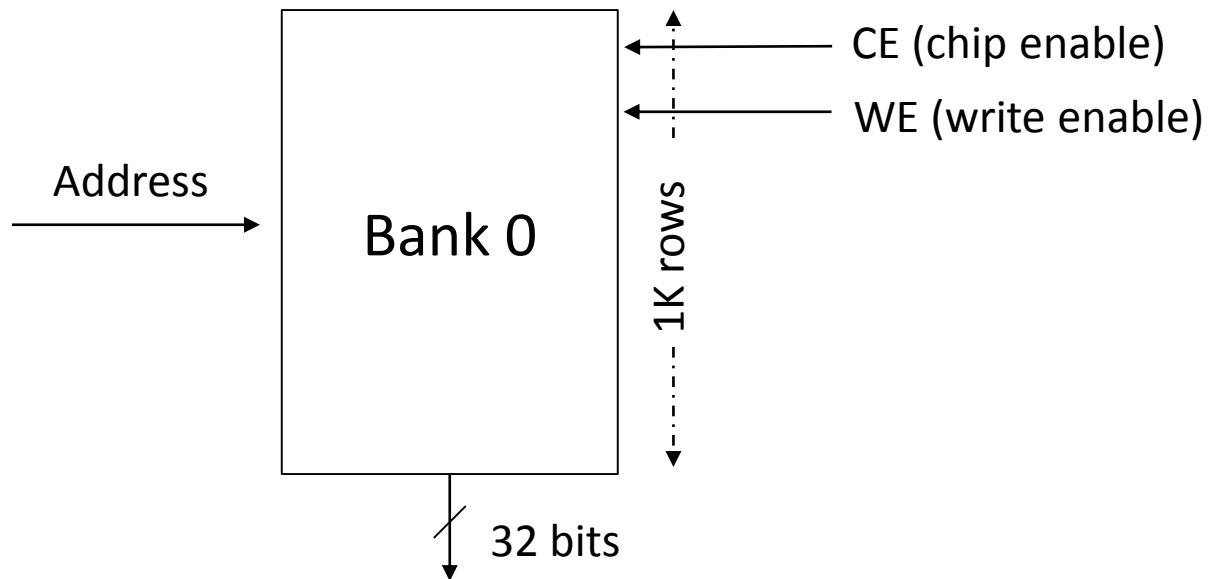 CE (chip enable)
WE (write enable)
Address
Bank 0
1K rows
32 bits